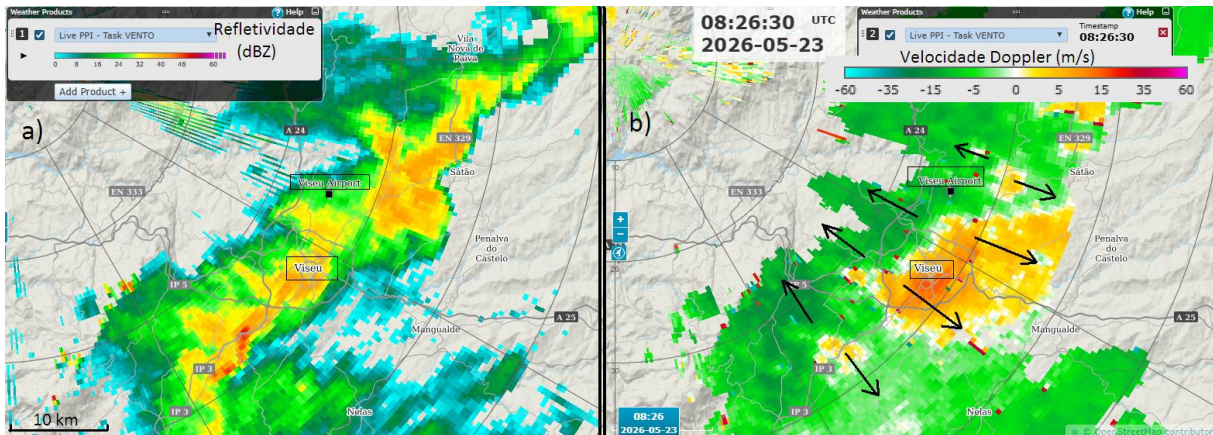 Weather Products
Help
1
Live PPI - Task VENTO
Refletividade
(dBZ)
0 8 16 24 32 40 48 60
Add Product +
a)
Vila
Nova de
Paiva
A 24
EN 329
Sátão
Viseu Airport
EN 333
Penalva
do
Castelo
Viseu
IP 5
A 25
Mangualde
IP 3
IP 3
Nelas
10 km
08:26:30 UTC
2026-05-23
Weather Products
Help
2
Live PPI - Task VENTO
Timestamp
08:26:30
Velocidade Doppler (m/s)
-60 -35 -15 -5 0 5 15 35 60
b)
A 24
EN 329
Viseu Airport
Sátão
EN 333
Penalva
do
Castelo
Viseu
5
A 25
Mangualde
IP 3
IP 3
Nelas
10
20
30
+
−
08:26
2026-05-23
© OpenStreetMap contributor